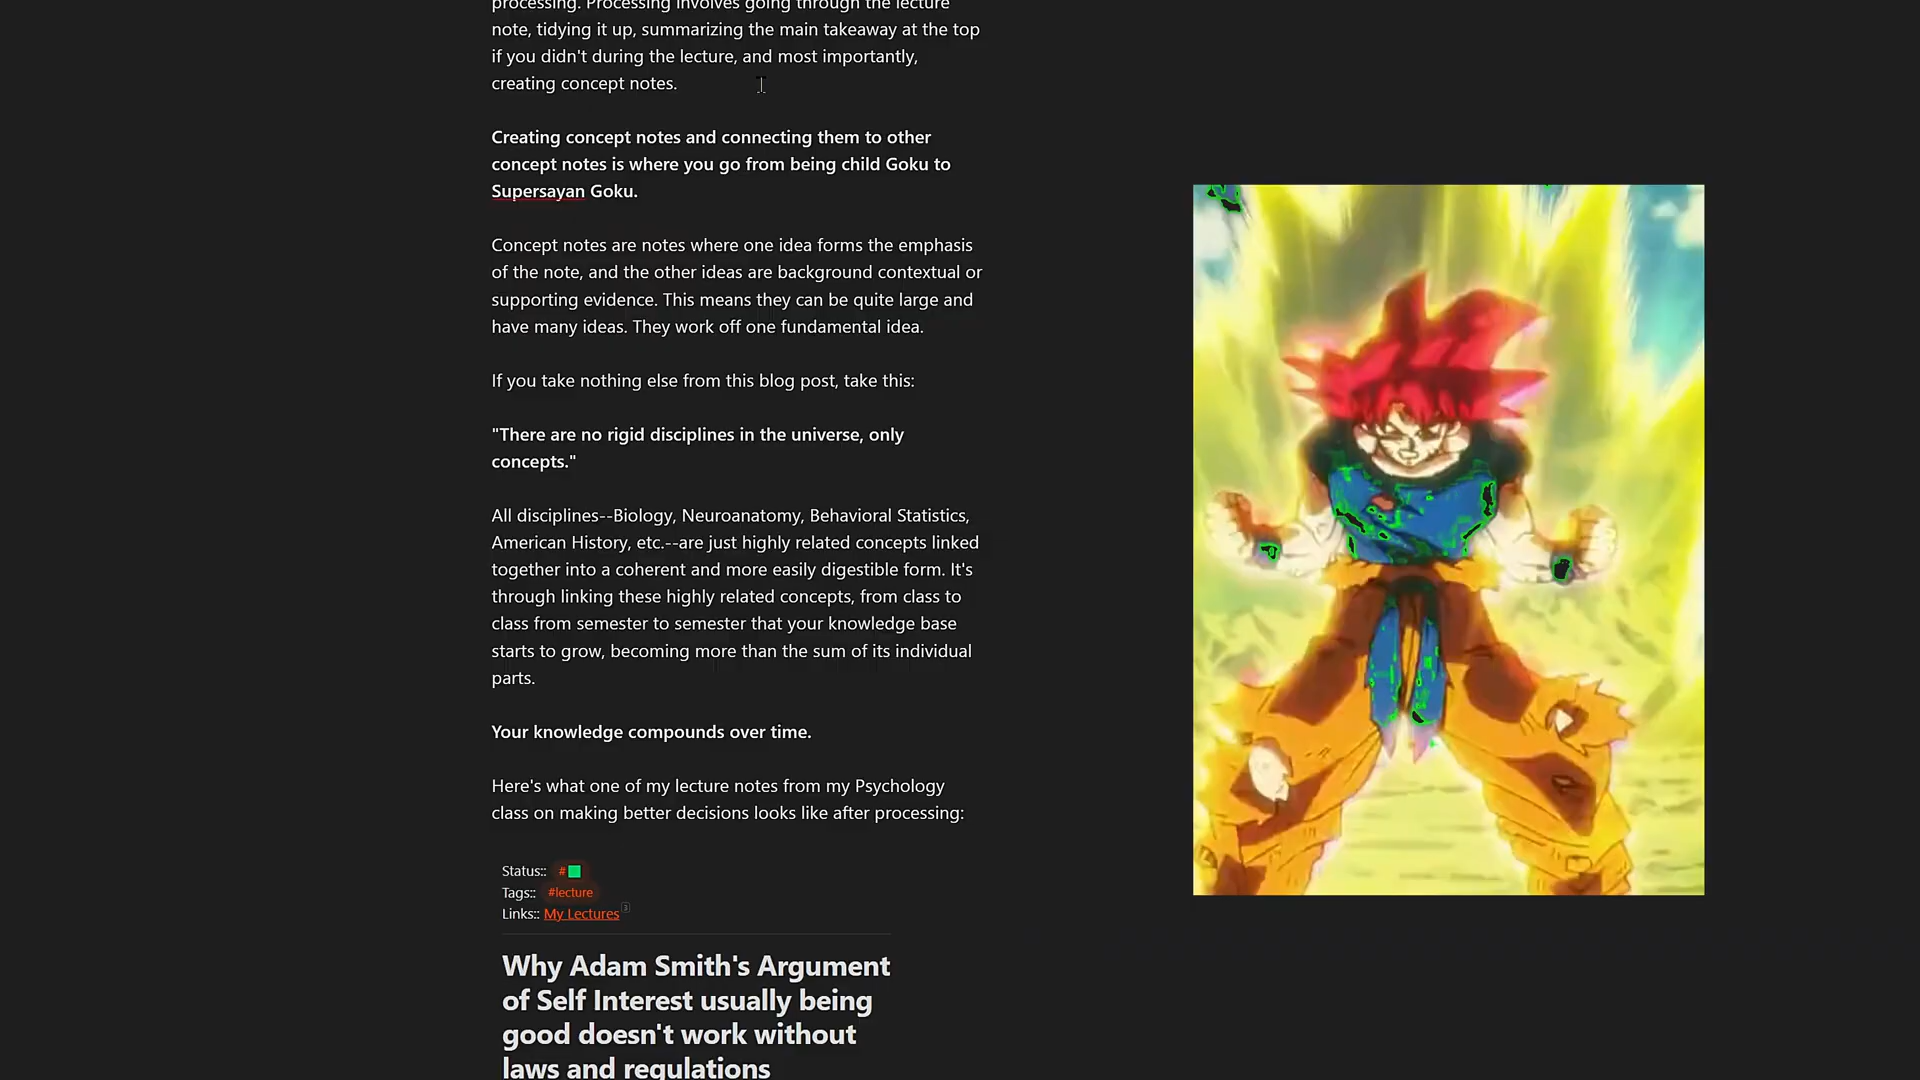 processing. Processing involves going through the lecture
note, tidying it up, summarizing the main takeaway at the top
if you didn't during the lecture, and most importantly,
creating concept notes.
Creating concept notes and connecting them to other
concept notes is where you go from being child Goku to
Supersayan Goku.
Concept notes are notes where one idea forms the emphasis
of the note, and the other ideas are background contextual or
supporting evidence. This means they can be quite large and
have many ideas. They work off one fundamental idea.
If you take nothing else from this blog post, take this:
"There are no rigid disciplines in the universe, only
concepts."
All disciplines--Biology, Neuroanatomy, Behavioral Statistics,
American History, etc.--are just highly related concepts linked
together into a coherent and more easily digestible form. It's
through linking these highly related concepts, from class to
class from semester to semester that your knowledge base
starts to grow, becoming more than the sum of its individual
parts.
Your knowledge compounds over time.
Here's what one of my lecture notes from my Psychology
class on making better decisions looks like after processing:
Status:: #🟩
Tags:: #lecture
Links:: My Lectures 3
Why Adam Smith's Argument
of Self Interest usually being
good doesn't work without
laws and regulations